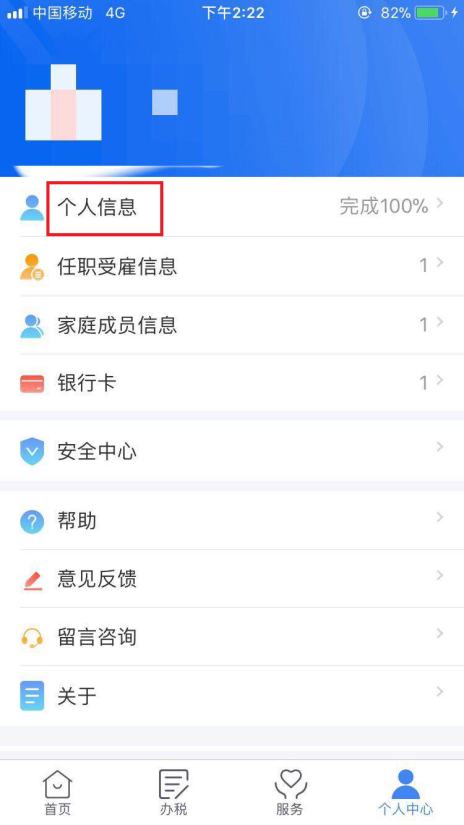 中国移动 4G 下午2:22 82%
个人信息 完成100%
任职受雇信息 1
家庭成员信息 1
银行卡 1
安全中心
帮助
意见反馈
留言咨询
关于
首页 办税 服务 个人中心